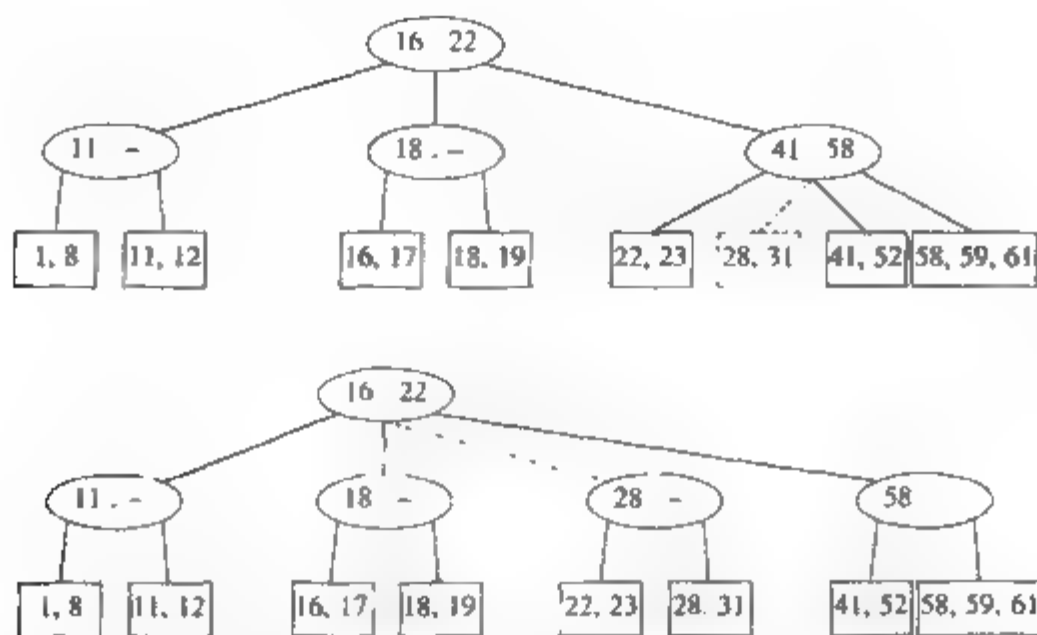 16 22
11 - 18 . - 41 58
1, 8 11, 12 16, 17 18, 19 22, 23 28, 31 41, 52 58, 59, 61
16 22
11 . - 18 - 28 - 58
1, 8 11, 12 16, 17 18, 19 22, 23 28. 31 41, 52 58, 59, 61